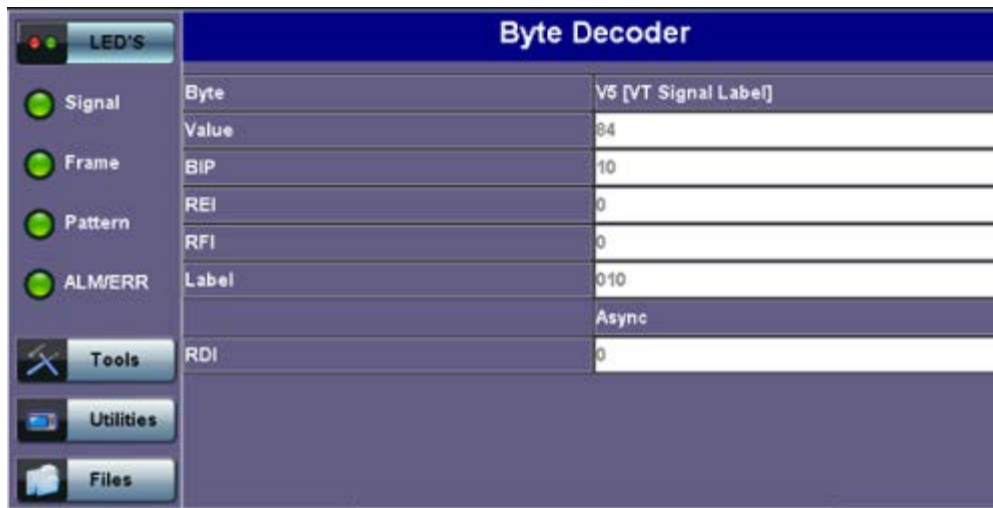 LED'S
Byte Decoder
Signal
Frame
Pattern
ALM/ERR
Tools
Utilities
Files
Byte V5 [VT Signal Label]
Value 84
BIP 10
REI 0
RFI 0
Label 010
Async
RDI 0